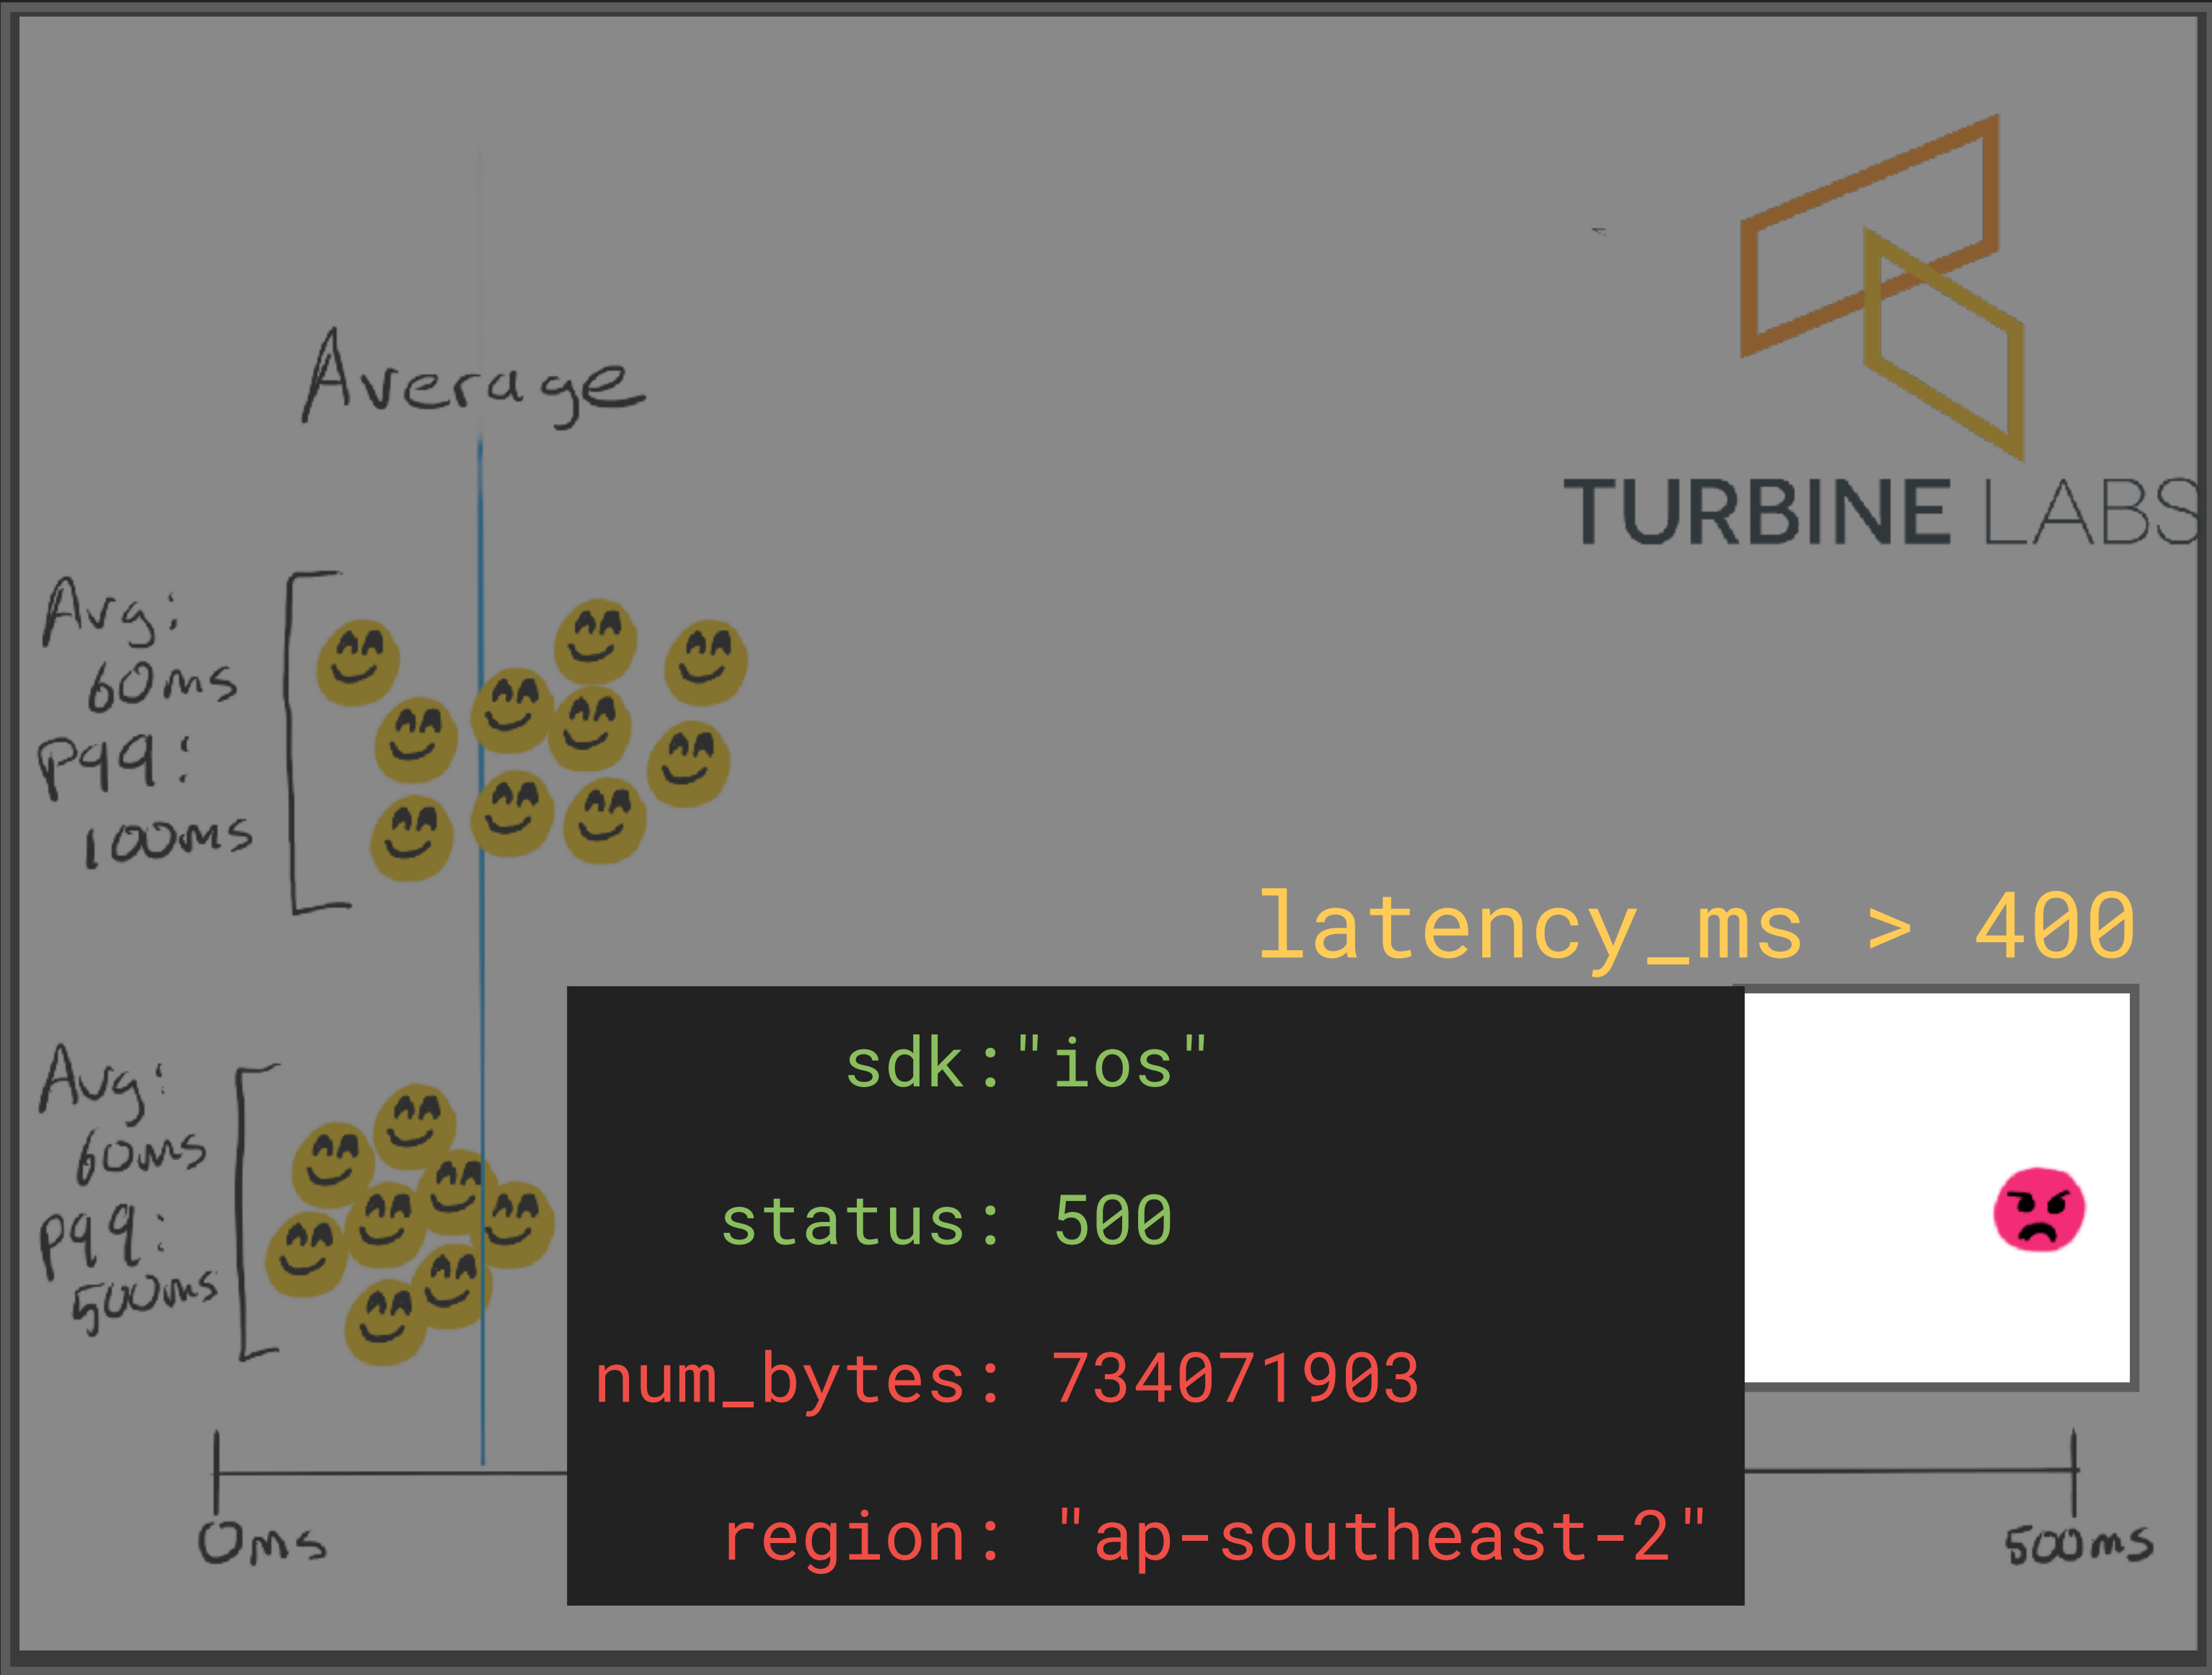 Average
TURBINE LABS
Avg:
60ms
P99:
100ms
latency_ms > 400
Avg:
60ms
P99:
500ms
sdk:"ios"
status: 500
num_bytes: 734071903
region: "ap-southeast-2"
0ms
500ms